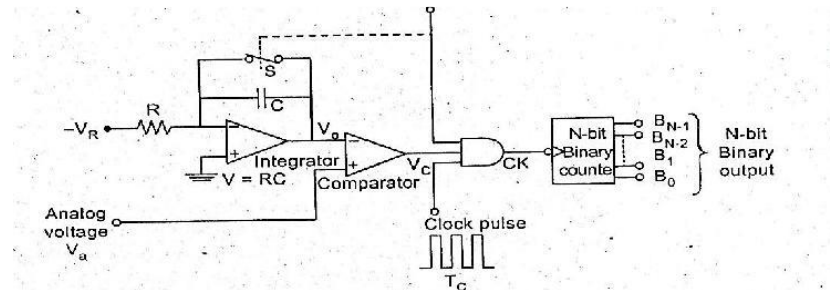 S
C
R
–V_R
–
+
V_o
Integrator
V = RC
–
+
Comparator
V_c
CK
N-bit
Binary
counte
B_N-1
B_N-2
B_1
B_0
N-bit
Binary
output
Analog
voltage
V_a
Clock pulse
T_C